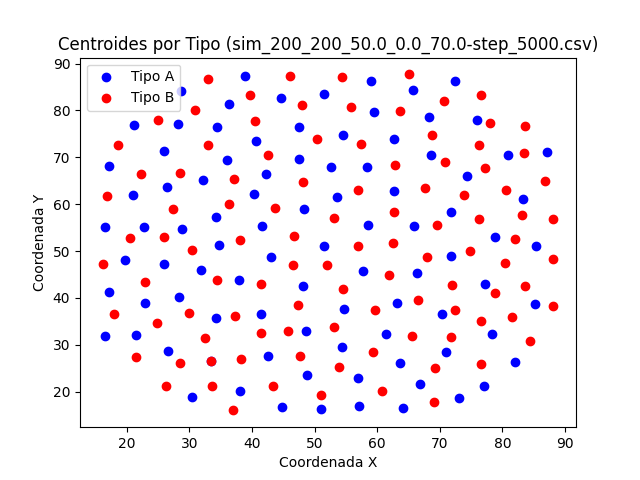 Centroides por Tipo (sim_200_200_50.0_0.0_70.0-step_5000.csv)
Tipo A
Tipo B
90
80
70
60
50
40
30
20
Coordenada Y
20 30 40 50 60 70 80 90
Coordenada X